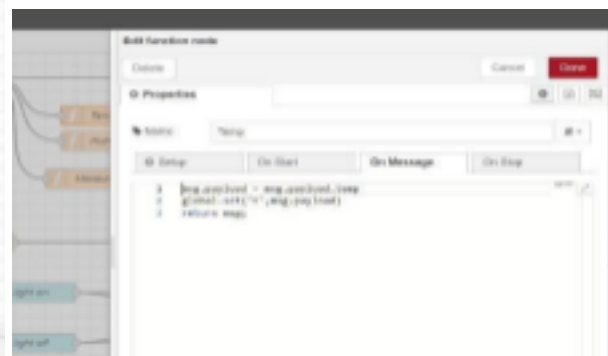 Edit function node
Delete
Cancel
Done
Properties
Name
Temp
Setup
On Start
On Message
On Stop
1 msg.payload = msg.payload.temp
2 global.set('t',msg.payload)
3 return msg;
light on
light off